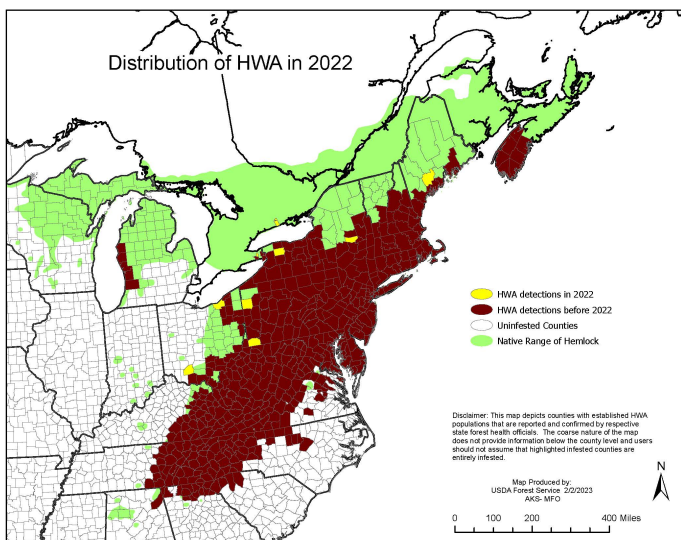 Distribution of HWA in 2022
HWA detections in 2022
HWA detections before 2022
Uninfested Counties
Native Range of Hemlock
Disclaimer: This map depicts counties with established HWA
populations that are reported and confirmed by respective
state forest health officials. The coarse nature of the map
does not provide information below the county level and users
should not assume that highlighted infested counties are
entirely infested.
Map Produced by:
USDA Forest Service 2/2/2023
AKS- MFO
N
0 100 200 400 Miles